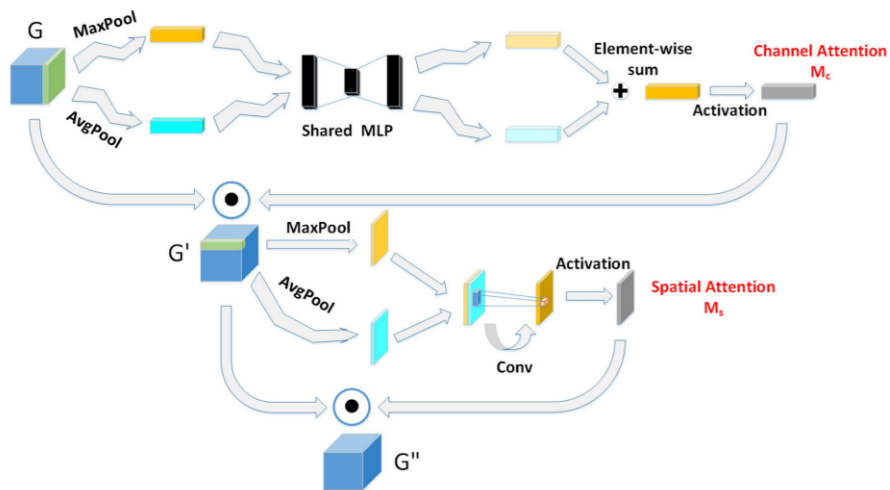 G
MaxPool
AvgPool
Shared MLP
Element-wise
sum
Activation
Channel Attention
Mc
G'
MaxPool
AvgPool
Conv
Activation
Spatial Attention
Ms
G"